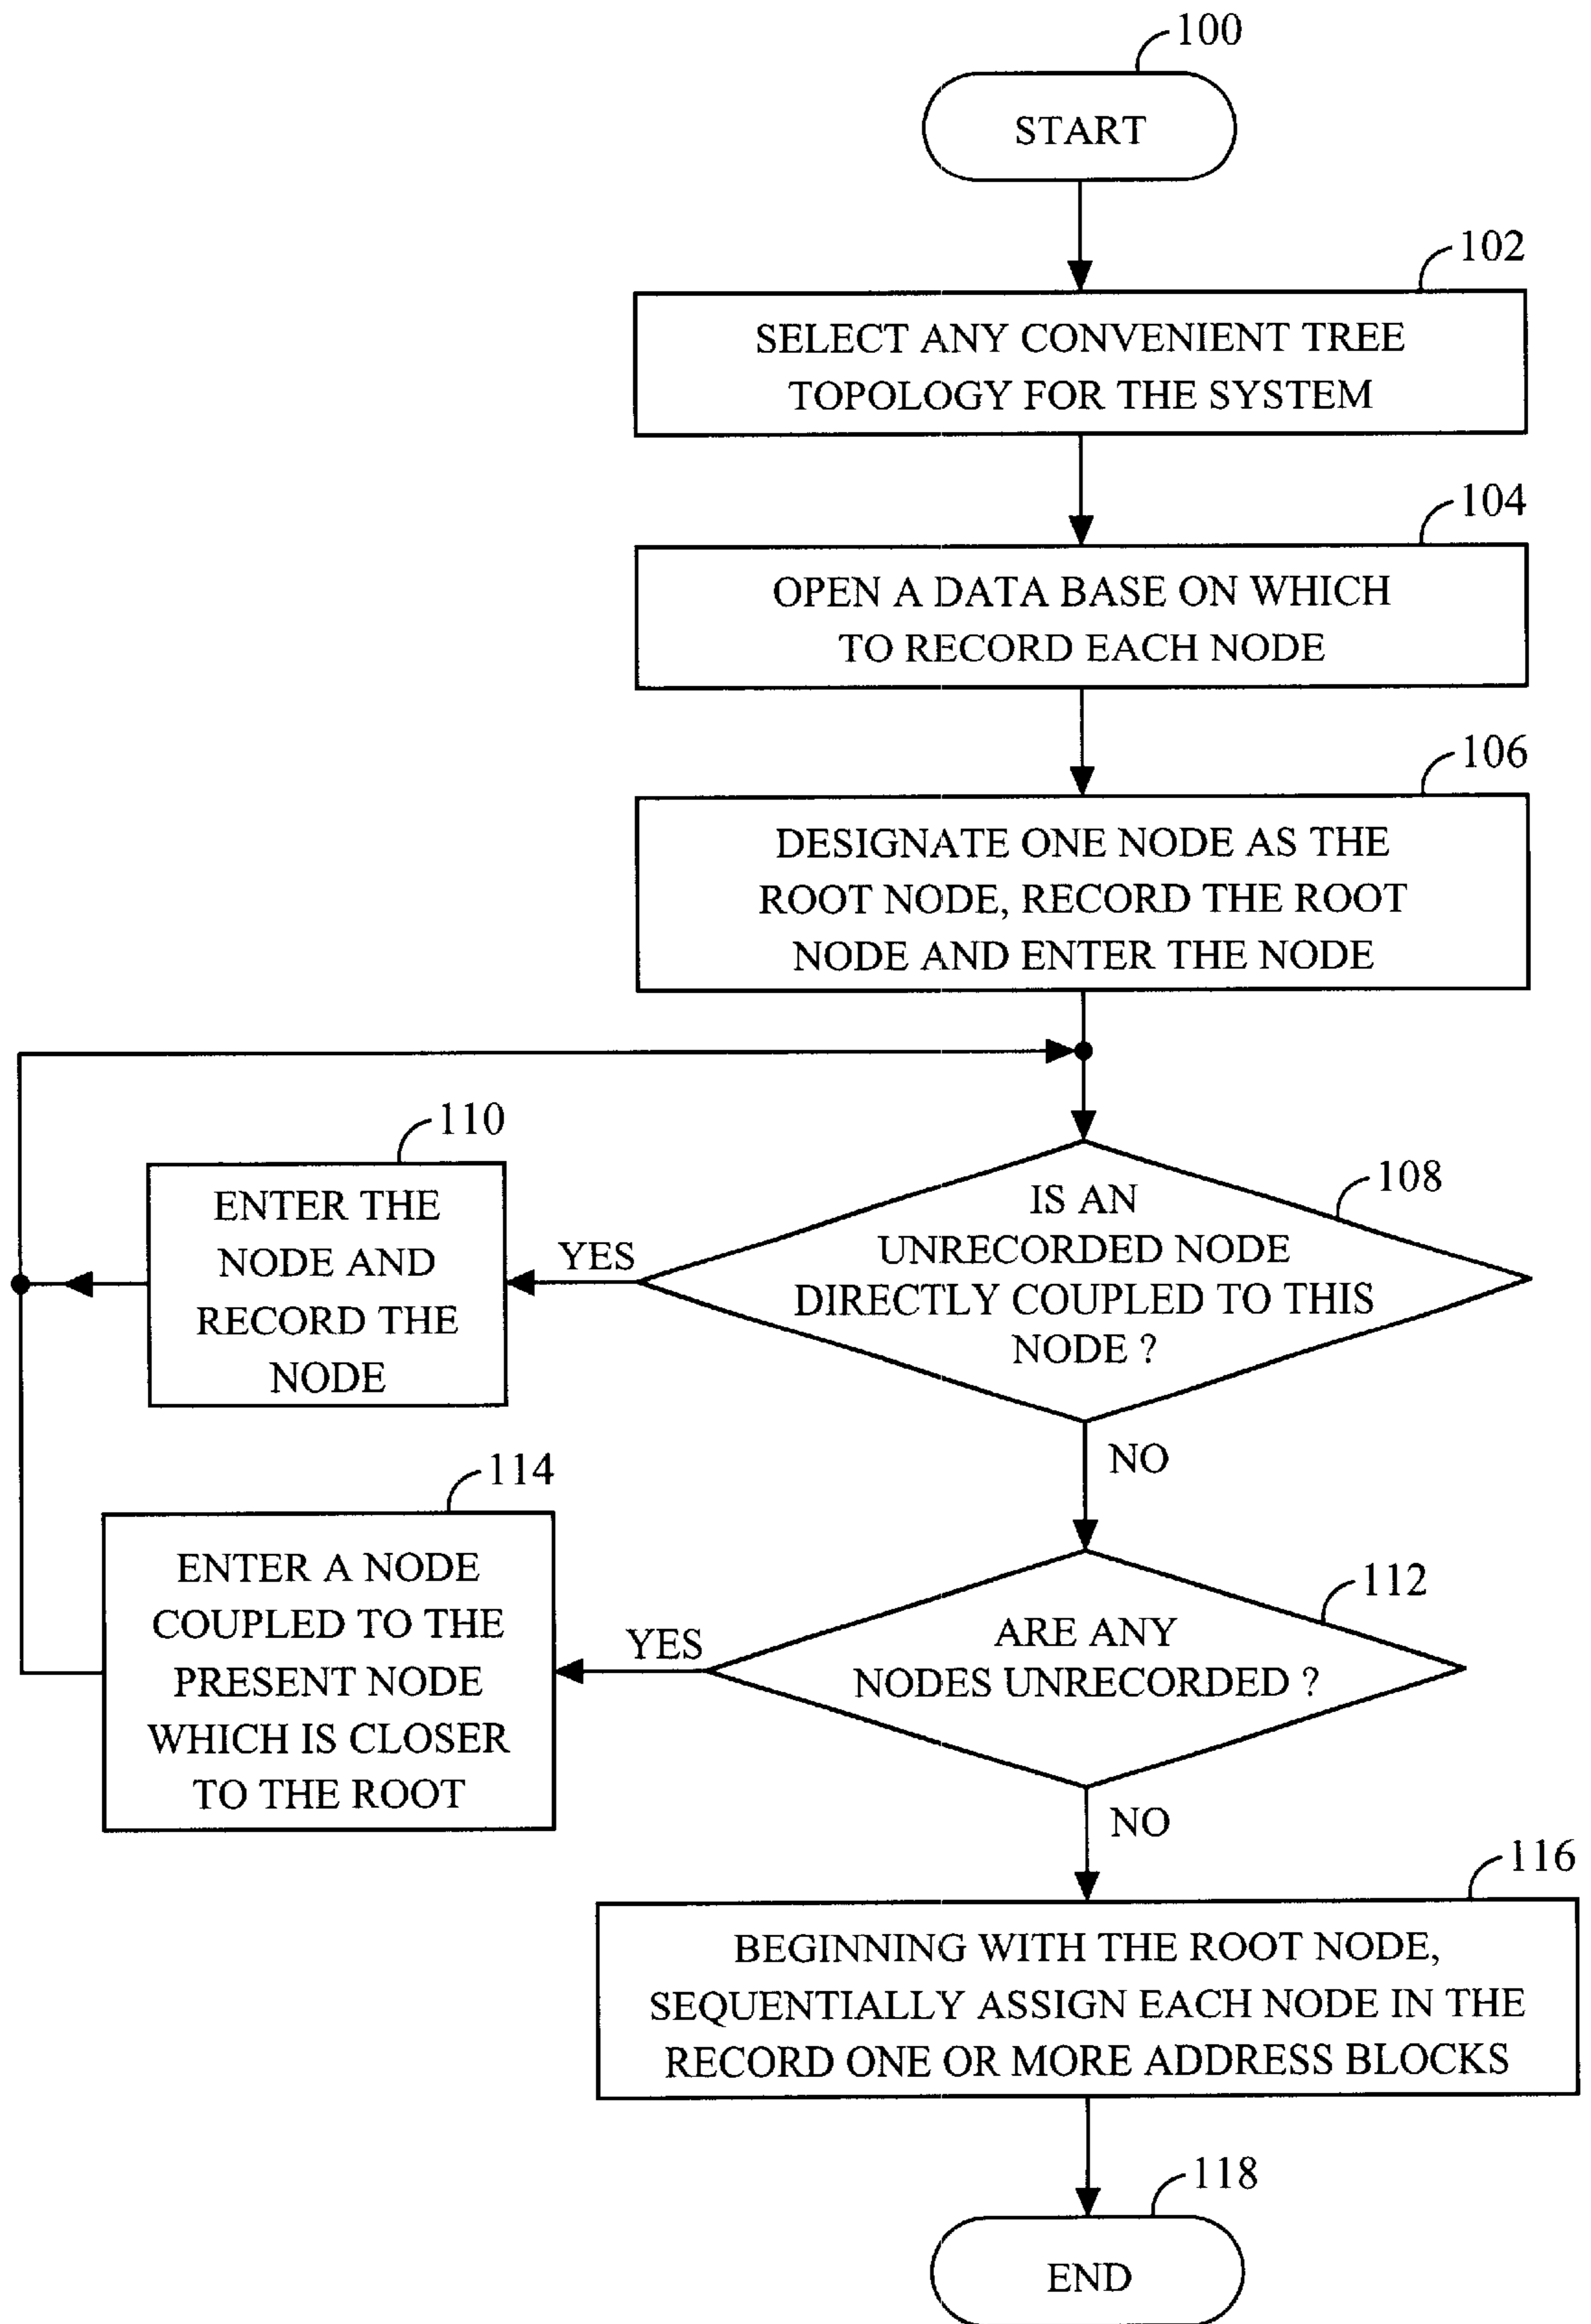 100
START
102
SELECT ANY CONVENIENT TREE
TOPOLOGY FOR THE SYSTEM
104
OPEN A DATA BASE ON WHICH
TO RECORD EACH NODE
106
DESIGNATE ONE NODE AS THE
ROOT NODE, RECORD THE ROOT
NODE AND ENTER THE NODE
108
IS AN
UNRECORDED NODE
DIRECTLY COUPLED TO THIS
NODE ?
YES
110
ENTER THE
NODE AND
RECORD THE
NODE
NO
112
ARE ANY
NODES UNRECORDED ?
YES
114
ENTER A NODE
COUPLED TO THE
PRESENT NODE
WHICH IS CLOSER
TO THE ROOT
NO
116
BEGINNING WITH THE ROOT NODE,
SEQUENTIALLY ASSIGN EACH NODE IN THE
RECORD ONE OR MORE ADDRESS BLOCKS
118
END